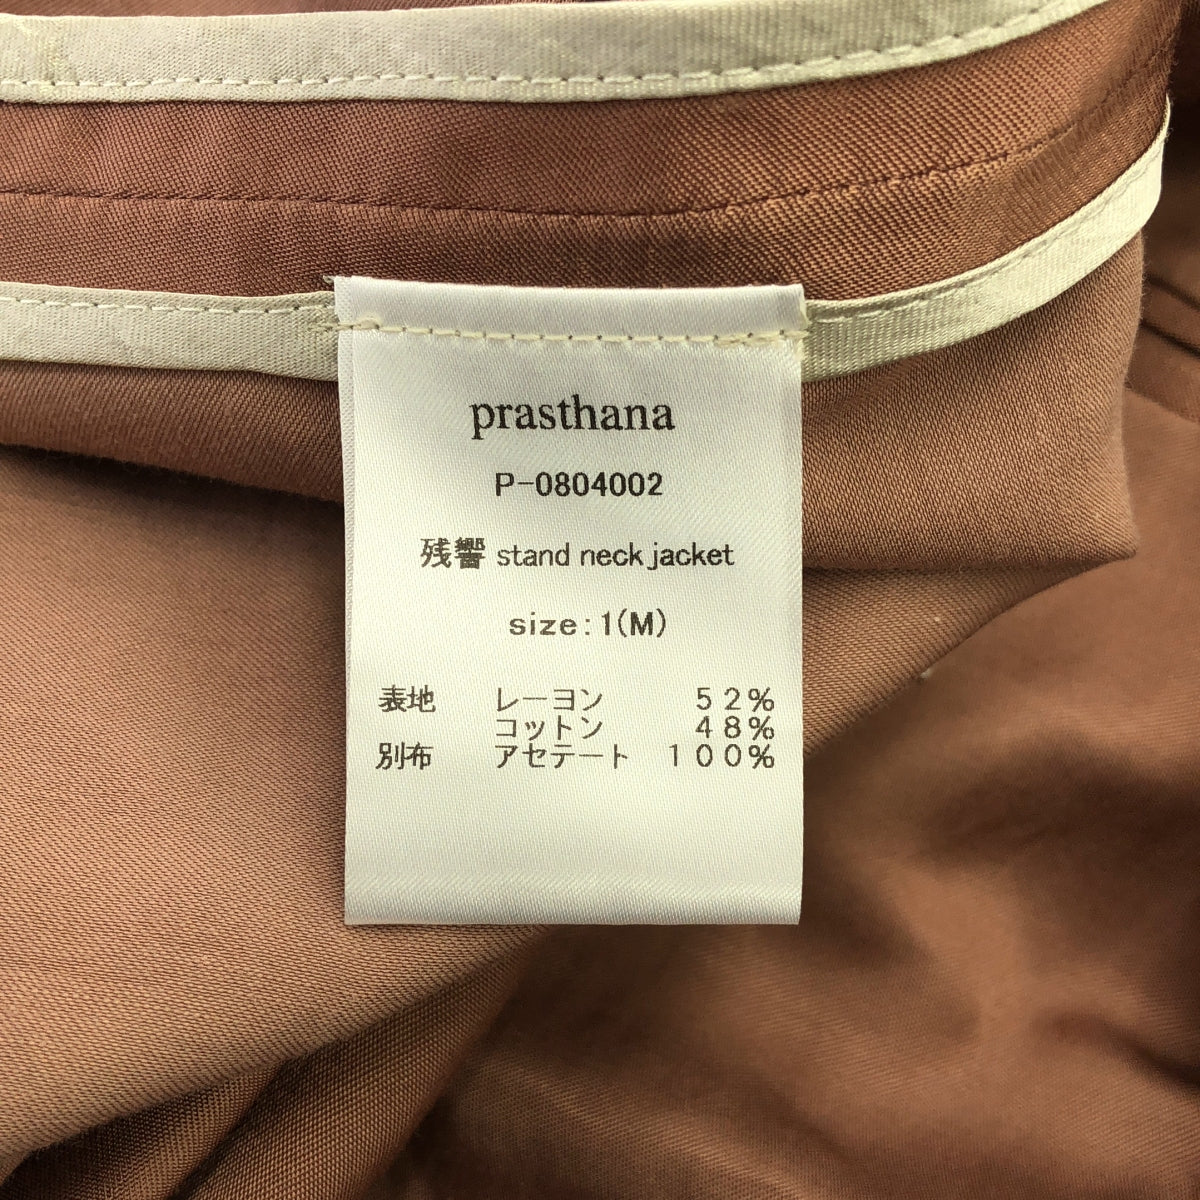 prasthana
P-0804002
残響 stand neck jacket
size: 1(M)
表地 レーヨン 52%
コットン 48%
別布 アセテート 100%